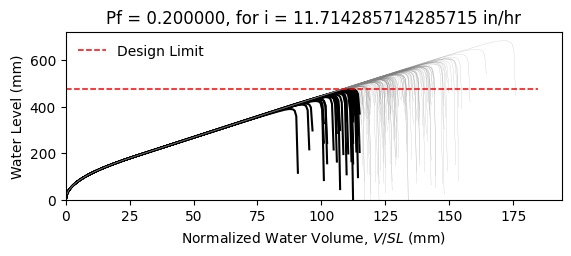 Pf = 0.200000, for i = 11.714285714285715 in/hr
Design Limit
Water Level (mm)
600
400
200
0
0 25 50 75 100 125 150 175
Normalized Water Volume, V/SL (mm)